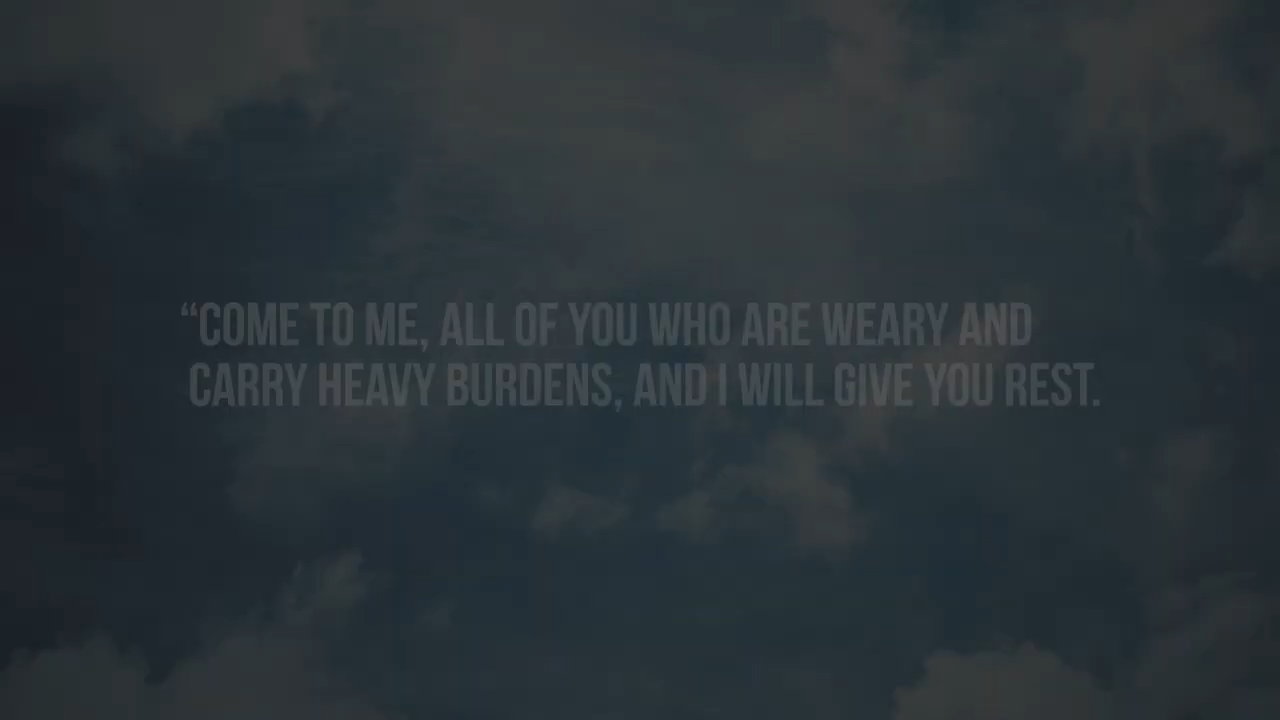 “COME TO ME, ALL OF YOU WHO ARE WEARY AND
CARRY HEAVY BURDENS, AND I WILL GIVE YOU REST.